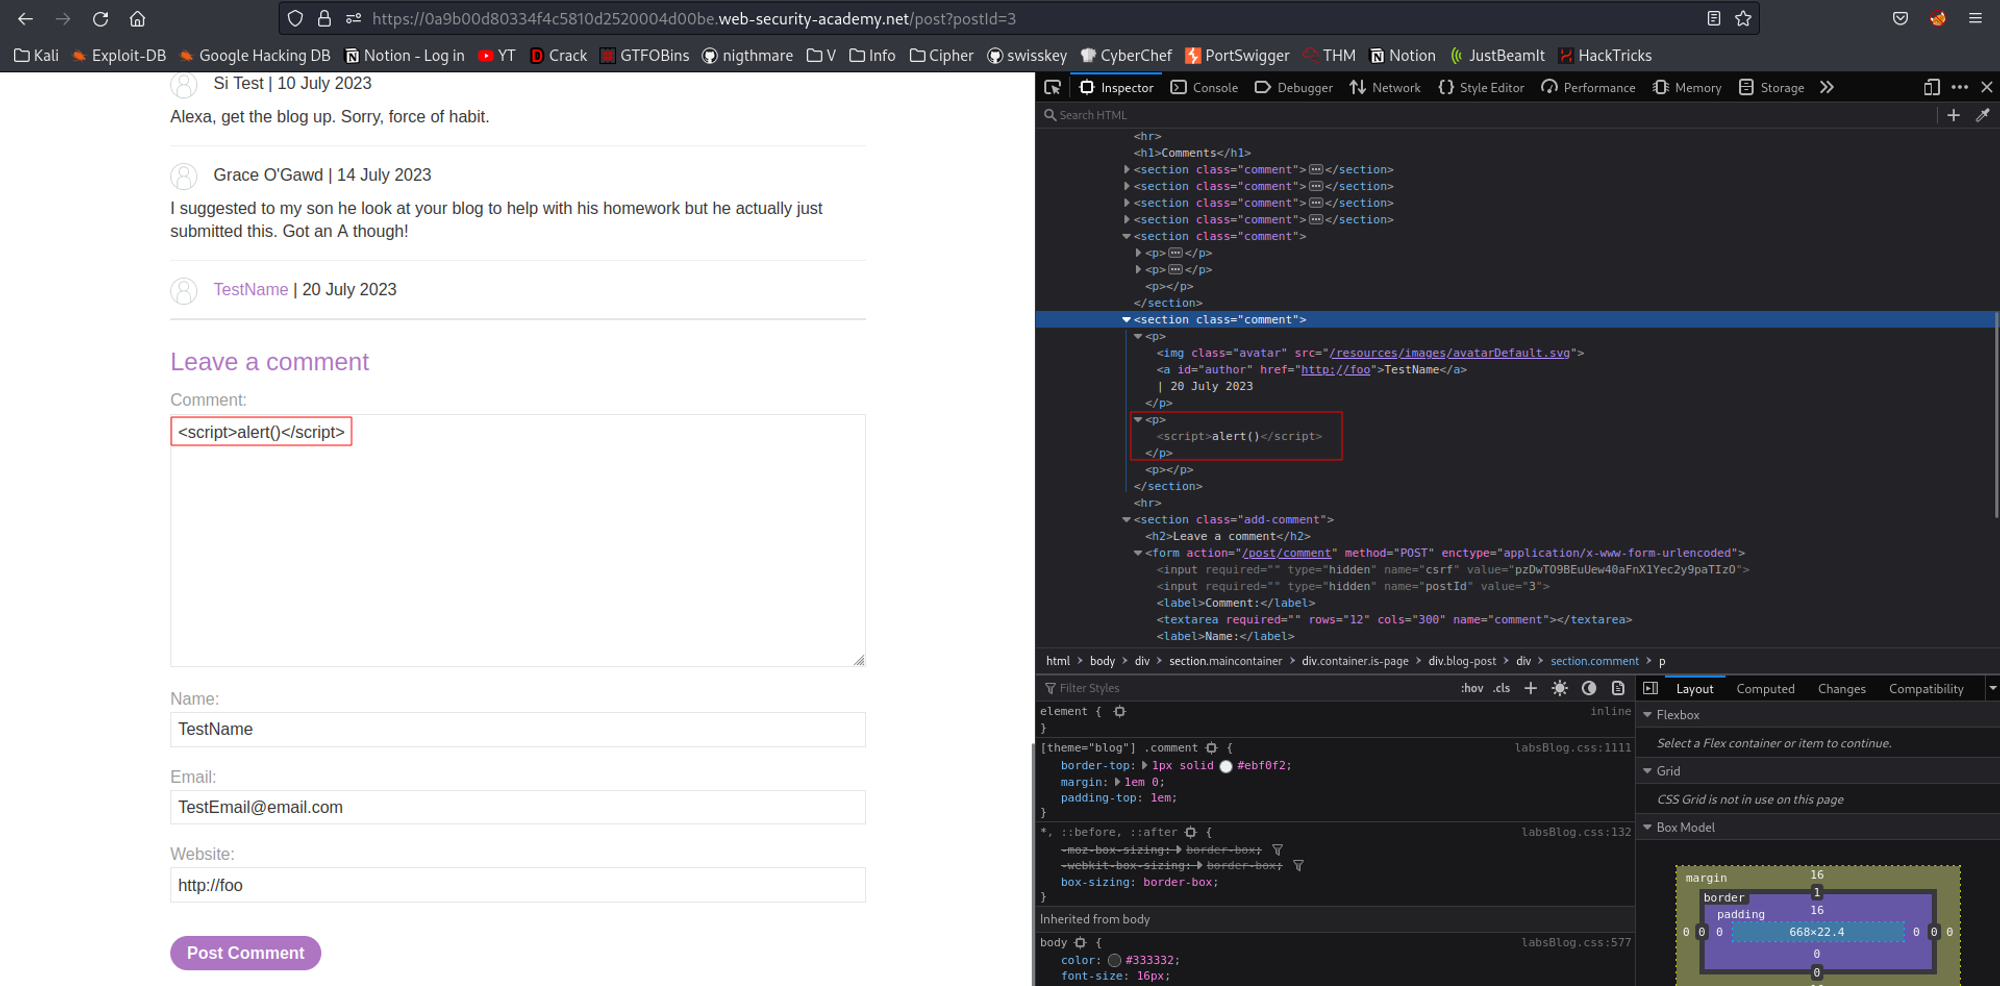 https://0a9b00d80334f4c5810d2520004d00be.web-security-academy.net/post?postId=3
Kali Exploit-DB Google Hacking DB Notion - Log in YT Crack GTFOBins nigthmare V Info Cipher swisskey CyberChef PortSwigger THM Notion JustBeamIt HackTricks
Si Test | 10 July 2023
Alexa, get the blog up. Sorry, force of habit.
Grace O'Gawd | 14 July 2023
I suggested to my son he look at your blog to help with his homework but he actually just
submitted this. Got an A though!
TestName | 20 July 2023
Leave a comment
Comment:
<script>alert()</script>
Name:
TestName
Email:
TestEmail@email.com
Website:
http://foo
Post Comment
Inspector Console Debugger Network Style Editor Performance Memory Storage
Search HTML
<hr>
<h1>Comments</h1>
<section class="comment"></section>
<section class="comment"></section>
<section class="comment"></section>
<section class="comment"></section>
<section class="comment">
<p></p>
<p></p>
<p></p>
</section>
<section class="comment">
<p>
<img class="avatar" src="/resources/images/avatarDefault.svg">
<a id="author" href="http://foo">TestName</a>
| 20 July 2023
</p>
<p>
<script>alert()</script>
</p>
<p></p>
</section>
<hr>
<section class="add-comment">
<h2>Leave a comment</h2>
<form action="/post/comment" method="POST" enctype="application/x-www-form-urlencoded">
<input required="" type="hidden" name="csrf" value="pzDwTO9BEuUew40aFnX1Yec2y9paTIzO">
<input required="" type="hidden" name="postId" value="3">
<label>Comment:</label>
<textarea required="" rows="12" cols="300" name="comment"></textarea>
<label>Name:</label>
html > body > div > section.maincontainer > div.container.is-page > div.blog-post > div > section.comment > p
Filter Styles :hov .cls +
element { inline
}
[theme="blog"] .comment { labsBlog.css:1111
border-top: 1px solid #ebf0f2;
margin: 1em 0;
padding-top: 1em;
}
*, ::before, ::after { labsBlog.css:132
-moz-box-sizing: border-box;
-webkit-box-sizing: border-box;
box-sizing: border-box;
}
Inherited from body
body { labsBlog.css:577
color: #333332;
font-size: 16px;
Layout Computed Changes Compatibility
Flexbox
Select a Flex container or item to continue.
Grid
CSS Grid is not in use on this page
Box Model
margin 16
border 1
padding 16
0 0 0 668×22.4 0 0 0
0
0